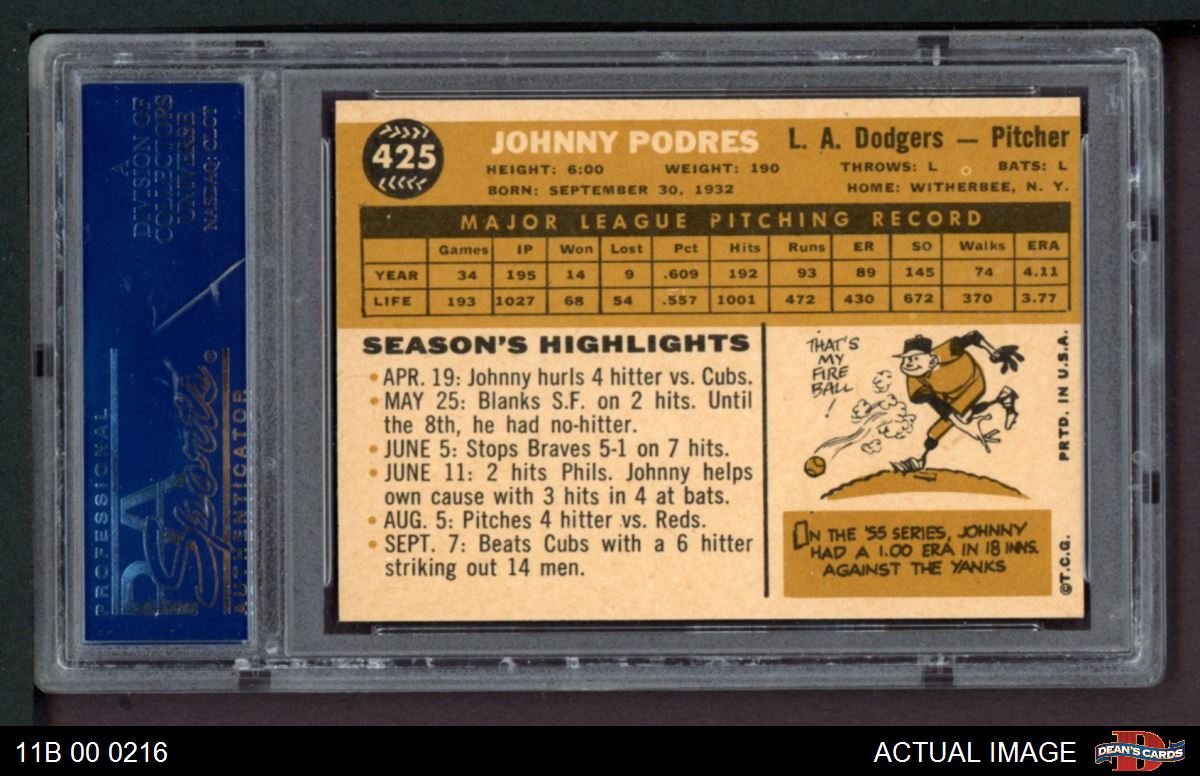 A
DIVISION OF
COLLECTORS
UNIVERSE
NASDAQ: CLCT
PROFESSIONAL
PSA
Sports
AUTHENTICATOR
425
JOHNNY PODRES L. A. Dodgers — Pitcher
HEIGHT: 6:00 WEIGHT: 190 THROWS: L BATS: L
BORN: SEPTEMBER 30, 1932 HOME: WITHERBEE, N. Y.
MAJOR LEAGUE PITCHING RECORD
Games IP Won Lost Pct Hits Runs ER SO Walks ERA
YEAR 34 195 14 9 .609 192 93 89 145 74 4.11
LIFE 193 1027 68 54 .557 1001 472 430 672 370 3.77
SEASON'S HIGHLIGHTS
• APR. 19: Johnny hurls 4 hitter vs. Cubs.
• MAY 25: Blanks S.F. on 2 hits. Until
the 8th, he had no-hitter.
• JUNE 5: Stops Braves 5-1 on 7 hits.
• JUNE 11: 2 hits Phils. Johnny helps
own cause with 3 hits in 4 at bats.
• AUG. 5: Pitches 4 hitter vs. Reds.
• SEPT. 7: Beats Cubs with a 6 hitter
striking out 14 men.
THAT'S
MY
FIRE
BALL
!
IN THE '55 SERIES, JOHNNY
HAD A 1.00 ERA IN 18 INNS.
AGAINST THE YANKS
PRTD. IN U.S.A.
©T.C.G.
11B 00 0216
ACTUAL IMAGE
DEAN'S CARDS